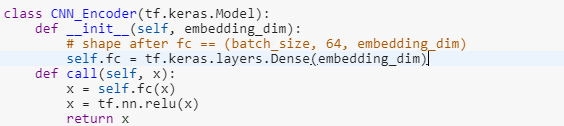 class CNN_Encoder(tf.keras.Model):
    def __init__(self, embedding_dim):
        # shape after fc == (batch_size, 64, embedding_dim)
        self.fc = tf.keras.layers.Dense(embedding_dim)
    def call(self, x):
        x = self.fc(x)
        x = tf.nn.relu(x)
        return x